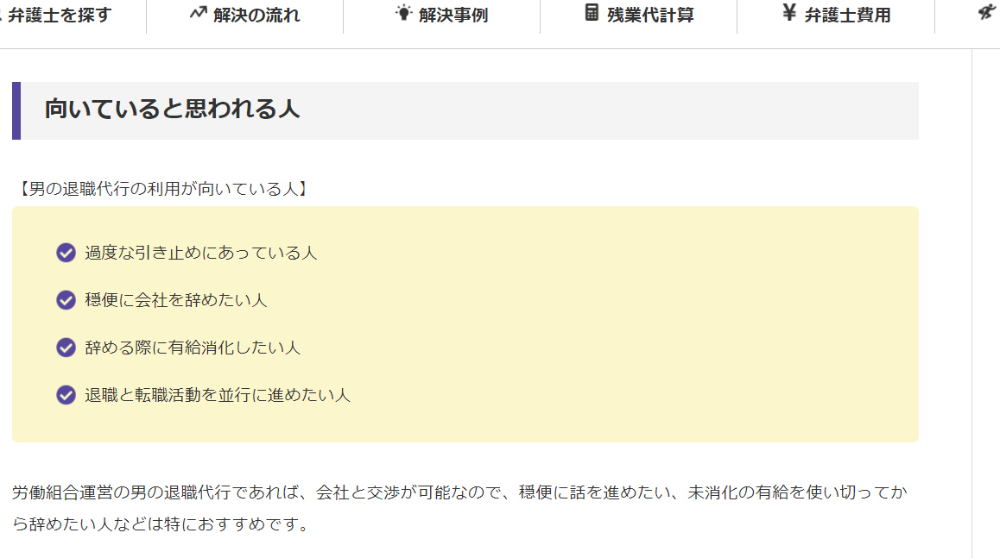 弁護士を探す
解決の流れ
解決事例
残業代計算
弁護士費用
向いていると思われる人
【男の退職代行の利用が向いている人】
過度な引き止めにあっている人
穏便に会社を辞めたい人
辞める際に有給消化したい人
退職と転職活動を並行に進めたい人
労働組合運営の男の退職代行であれば、会社と交渉が可能なので、穏便に話を進めたい、未消化の有給を使い切ってか
ら辞めたい人などは特におすすめです。